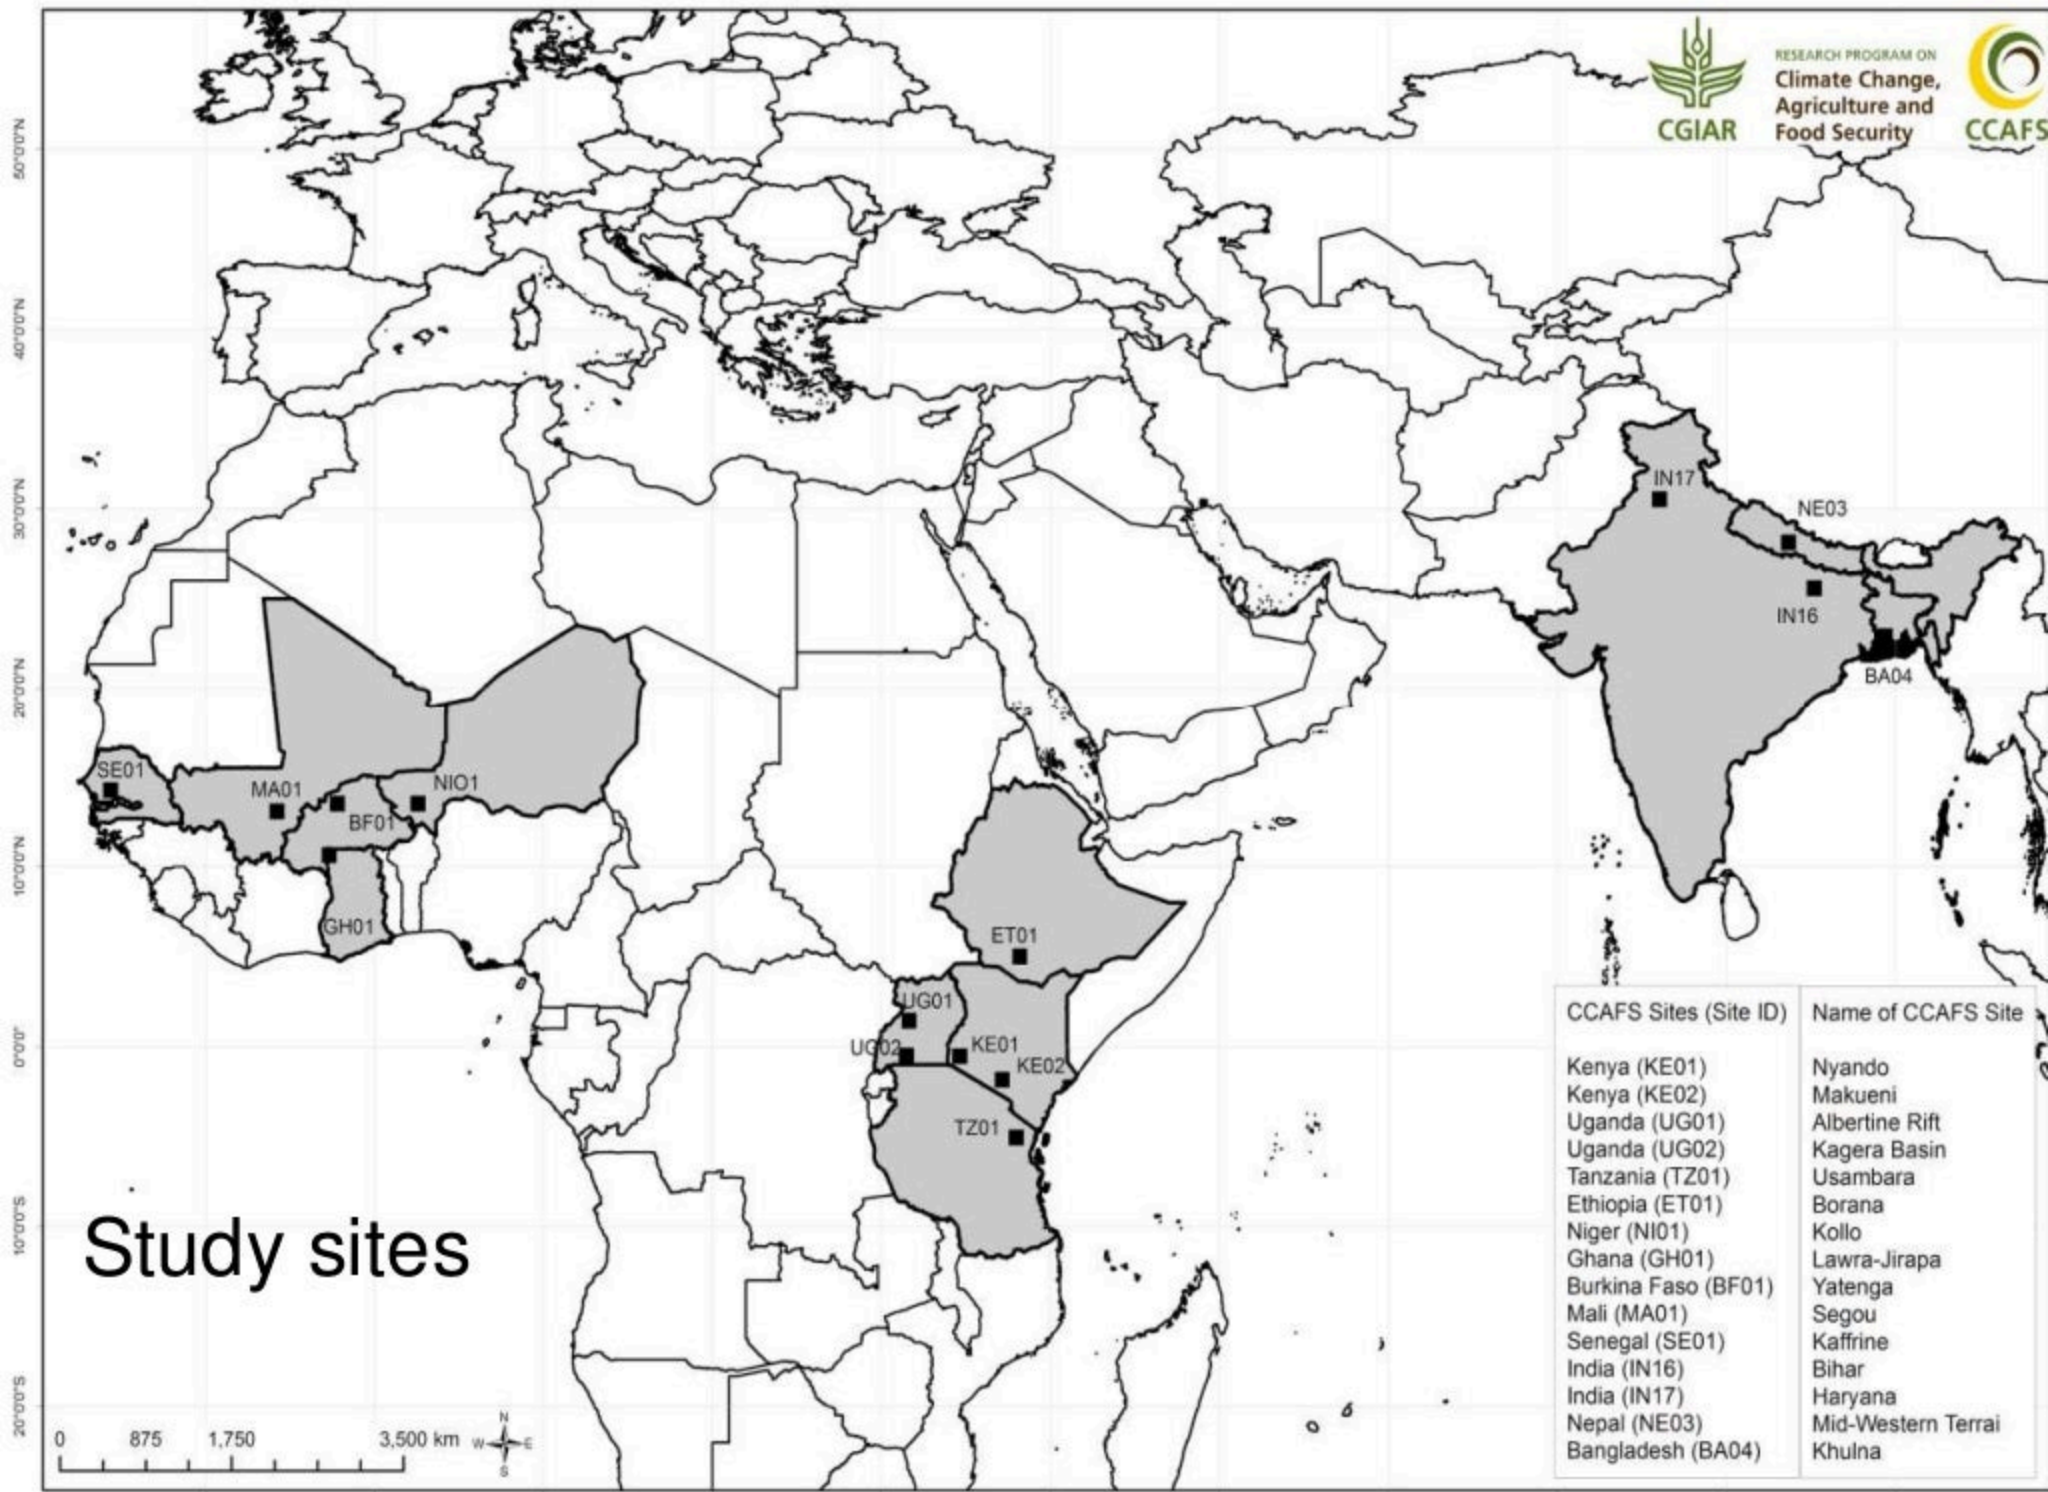 CGIAR
RESEARCH PROGRAM ON
Climate Change,
Agriculture and
Food Security
CCAFS
50°0'0"N
40°0'0"N
30°0'0"N
20°0'0"N
10°0'0"N
0°0'0"
10°0'0"S
20°0'0"S
IN17
NE03
IN16
BA04
SE01
MA01
NIO1
BF01
GH01
ET01
UG01
UG02
KE01
KE02
TZ01
Study sites
0 875 1,750 3,500 km
N
W E
S
CCAFS Sites (Site ID) Name of CCAFS Site
Kenya (KE01) Nyando
Kenya (KE02) Makueni
Uganda (UG01) Albertine Rift
Uganda (UG02) Kagera Basin
Tanzania (TZ01) Usambara
Ethiopia (ET01) Borana
Niger (NI01) Kollo
Ghana (GH01) Lawra-Jirapa
Burkina Faso (BF01) Yatenga
Mali (MA01) Segou
Senegal (SE01) Kaffrine
India (IN16) Bihar
India (IN17) Haryana
Nepal (NE03) Mid-Western Terrai
Bangladesh (BA04) Khulna